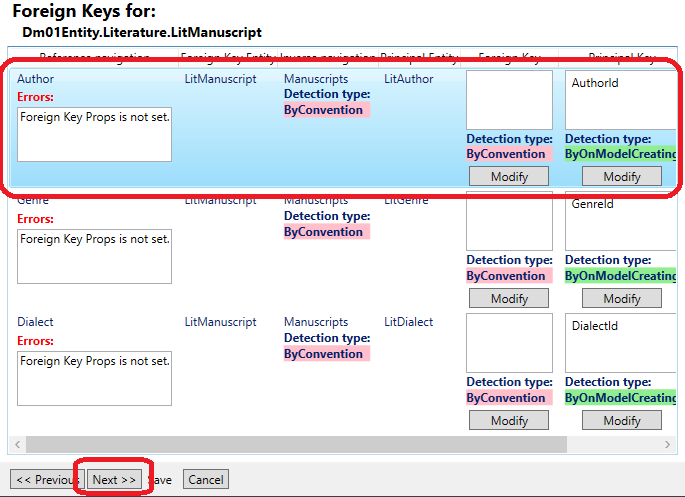 Foreign Keys for:
Dm01Entity.Literature.LitManuscript
Reference navigation Foreign Key Entity Inverse navigation Principal Entity Foreign Key Principal Key
Author LitManuscript Manuscripts LitAuthor AuthorId
Errors: Detection type:
Foreign Key Props is not set. ByConvention
Detection type: Detection type:
ByConvention ByOnModelCreating
Modify Modify
Genre LitManuscript Manuscripts LitGenre GenreId
Errors: Detection type:
Foreign Key Props is not set. ByConvention
Detection type: Detection type:
ByConvention ByOnModelCreating
Modify Modify
Dialect LitManuscript Manuscripts LitDialect DialectId
Errors: Detection type:
Foreign Key Props is not set. ByConvention
Detection type: Detection type:
ByConvention ByOnModelCreating
Modify Modify
<< Previous Next >> Save Cancel